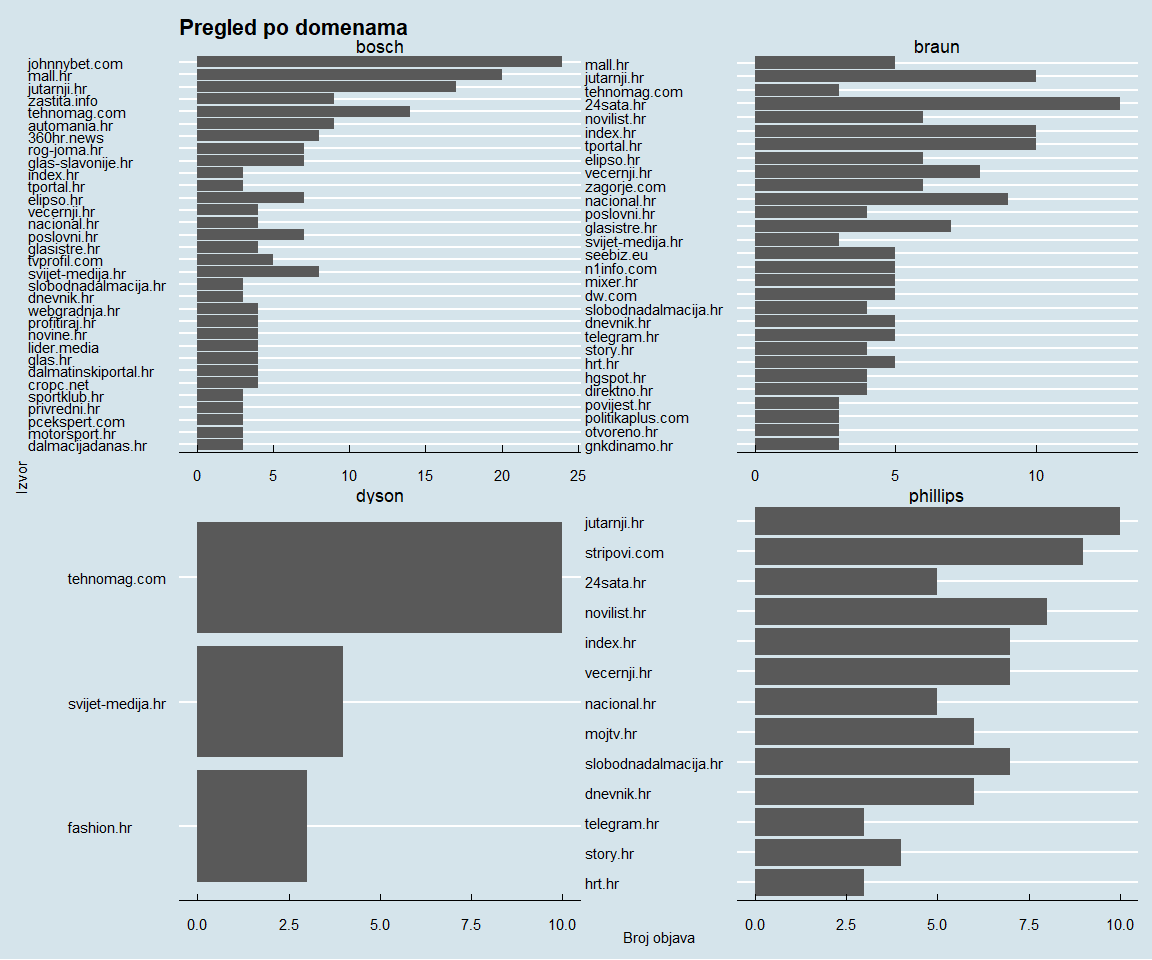 Pregled po domenama
bosch
johnnybet.com
mall.hr
jutarnji.hr
zastita.info
tehnomag.com
automania.hr
360hr.news
rog-joma.hr
glas-slavonije.hr
index.hr
tportal.hr
elipso.hr
vecernji.hr
nacional.hr
poslovni.hr
glasistre.hr
tvprofil.com
svijet-medija.hr
slobodnadalmacija.hr
dnevnik.hr
webgradnja.hr
profitiraj.hr
novine.hr
lider.media
glas.hr
dalmatinskiportal.hr
cropc.net
sportklub.hr
privredni.hr
pcekspert.com
motorsport.hr
dalmacijadanas.hr
0 5 10 15 20 25
braun
mall.hr
jutarnji.hr
tehnomag.com
24sata.hr
novilist.hr
index.hr
tportal.hr
elipso.hr
vecernji.hr
zagorje.com
nacional.hr
poslovni.hr
glasistre.hr
svijet-medija.hr
seebiz.eu
n1info.com
mixer.hr
dw.com
slobodnadalmacija.hr
dnevnik.hr
telegram.hr
story.hr
hrt.hr
hgspot.hr
direktno.hr
povijest.hr
politikaplus.com
otvoreno.hr
gnkdinamo.hr
0 5 10
Izvor
dyson
tehnomag.com
svijet-medija.hr
fashion.hr
0.0 2.5 5.0 7.5 10.0
phillips
jutarnji.hr
stripovi.com
24sata.hr
novilist.hr
index.hr
vecernji.hr
nacional.hr
mojtv.hr
slobodnadalmacija.hr
dnevnik.hr
telegram.hr
story.hr
hrt.hr
0.0 2.5 5.0 7.5 10.0
Broj objava